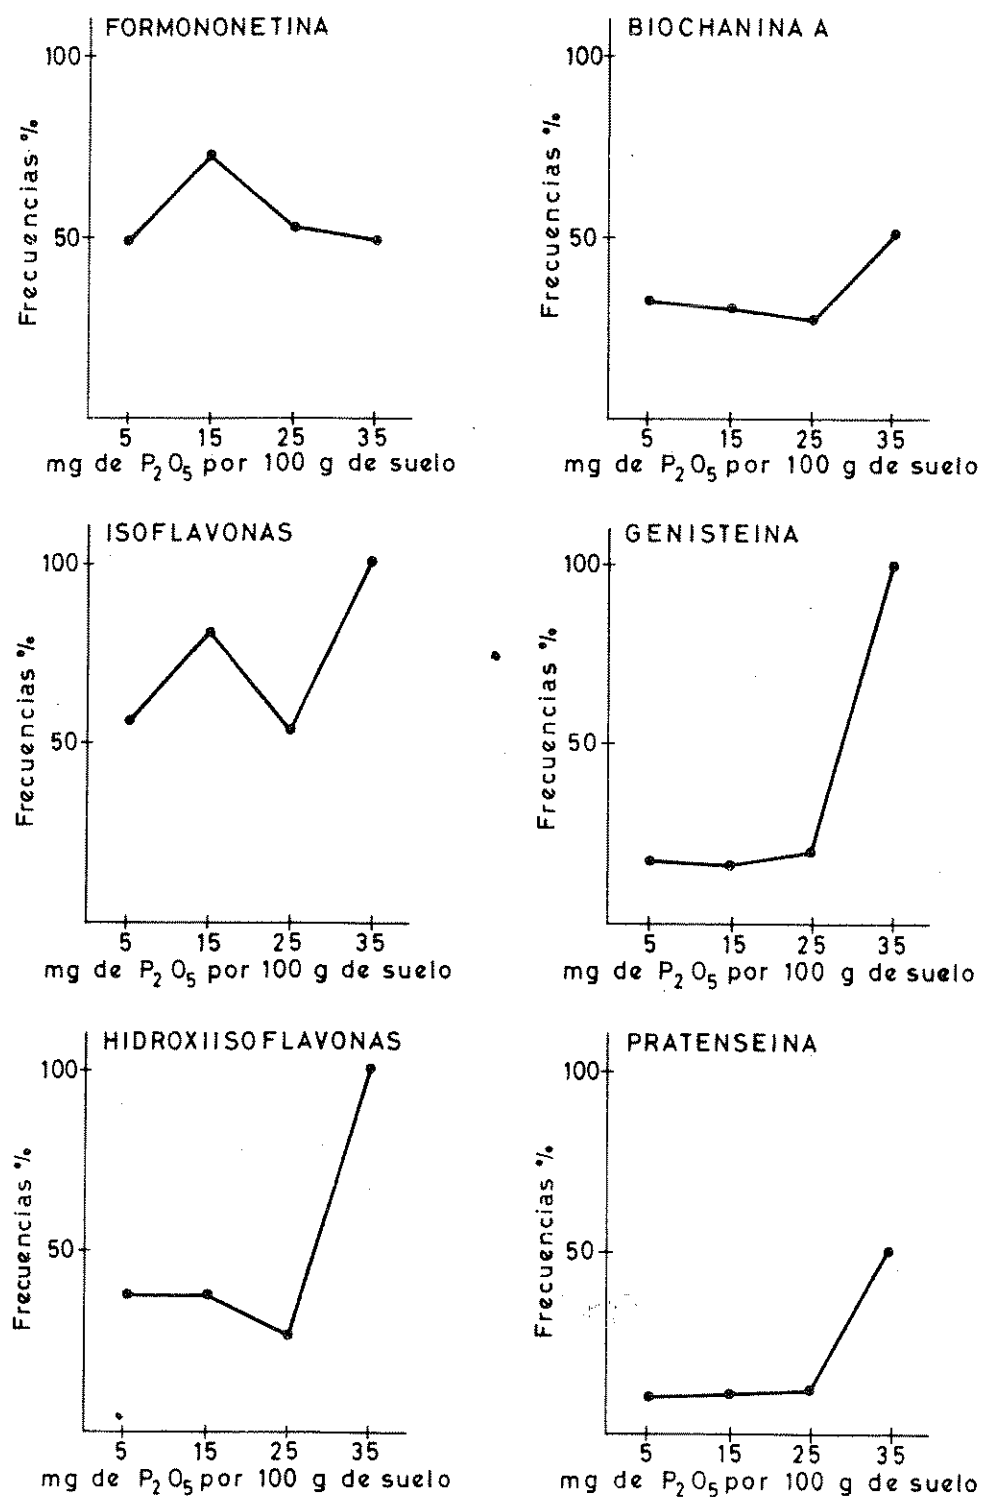 FORMONONETINA
100
50
Frecuencias %
5 15 25 35
mg de P2O5 por 100 g de suelo
BIOCHANINA A
100
50
Frecuencias %
5 15 25 35
mg de P2O5 por 100 g de suelo
ISOFLAVONAS
100
50
Frecuencias %
5 15 25 35
mg de P2O5 por 100 g de suelo
GENISTEINA
100
50
Frecuencias %
5 15 25 35
mg de P2O5 por 100 g de suelo
HIDROXIISOFLAVONAS
100
50
Frecuencias %
5 15 25 35
mg de P2O5 por 100 g de suelo
PRATENSEINA
100
50
Frecuencias %
5 15 25 35
mg de P2O5 por 100 g de suelo